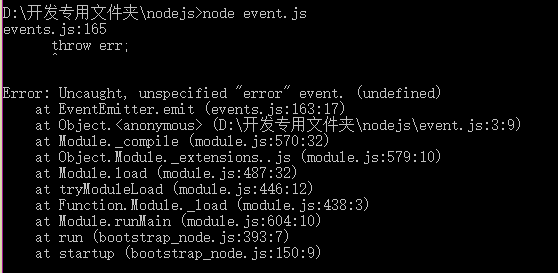 D:\开发专用文件夹\nodejs>node event.js
events.js:165
      throw err;
      ^

Error: Uncaught, unspecified "error" event. (undefined)
    at EventEmitter.emit (events.js:163:17)
    at Object.<anonymous> (D:\开发专用文件夹\nodejs\event.js:3:9)
    at Module._compile (module.js:570:32)
    at Object.Module._extensions..js (module.js:579:10)
    at Module.load (module.js:487:32)
    at tryModuleLoad (module.js:446:12)
    at Function.Module._load (module.js:438:3)
    at Module.runMain (module.js:604:10)
    at run (bootstrap_node.js:393:7)
    at startup (bootstrap_node.js:150:9)